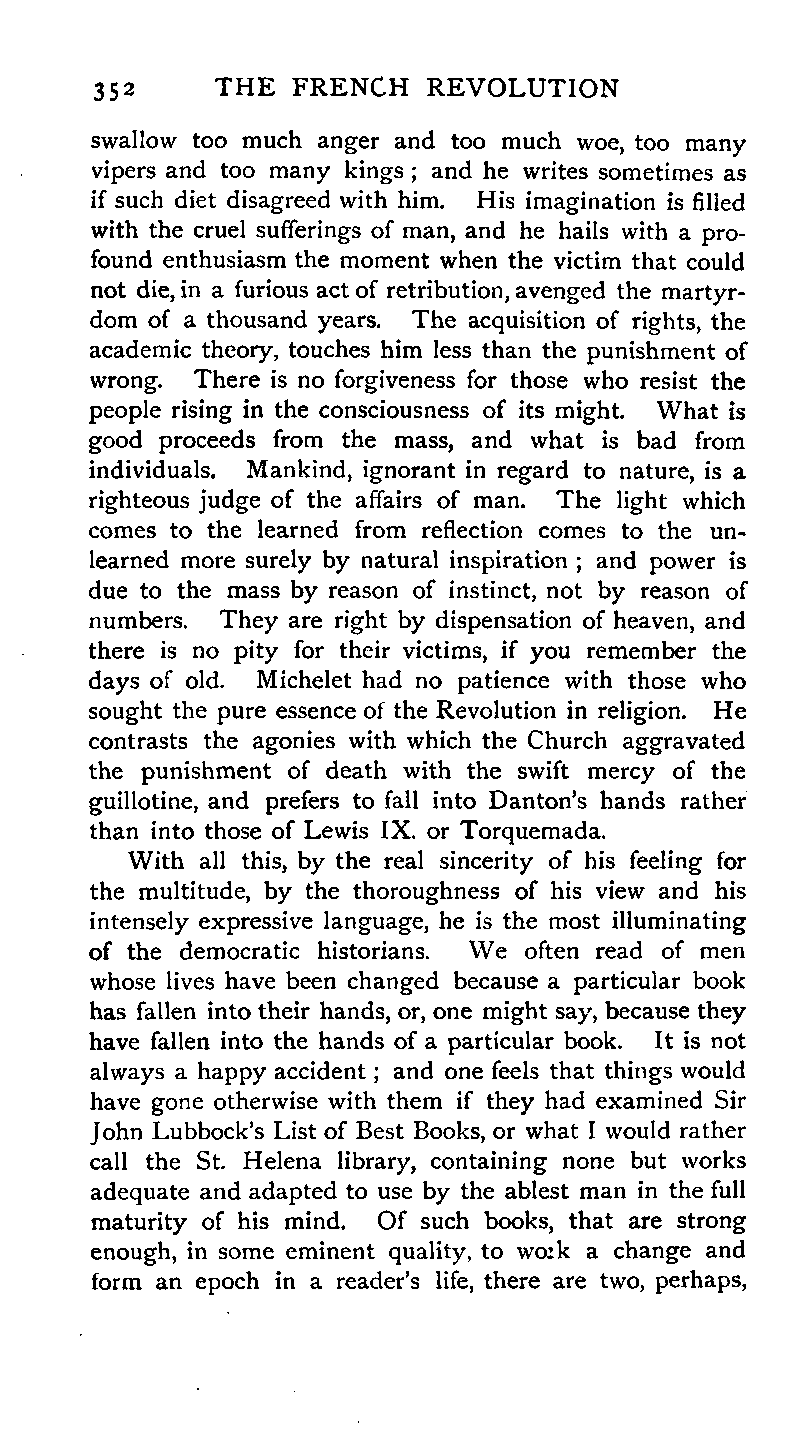 352 THE FRENCH REVOLUTION
swallow too much anger and too much woe, too many
vipers and too many kings ; and he writes sometimes as
if such diet disagreed with him. His imagination is filled
with the cruel sufferings of man, and he hails with a pro-
found enthusiasm the moment when the victim that could
not die, in a furious act of retribution, avenged the martyr-
dom of a thousand years. The acquisition of rights, the
academic theory, touches him less than the punishment of
wrong. There is no forgiveness for those who resist the
people rising in the consciousness of its might. What is
good proceeds from the mass, and what is bad from
individuals. Mankind, ignorant in regard to nature, is a
righteous judge of the affairs of man. The light which
comes to the learned from reflection comes to the un-
learned more surely by natural inspiration ; and power is
due to the mass by reason of instinct, not by reason of
numbers. They are right by dispensation of heaven, and
there is no pity for their victims, if you remember the
days of old. Michelet had no patience with those who
sought the pure essence of the Revolution in religion. He
contrasts the agonies with which the Church aggravated
the punishment of death with the swift mercy of the
guillotine, and prefers to fall into Danton's hands rather
than into those of Lewis IX. or Torquemada.
With all this, by the real sincerity of his feeling for
the multitude, by the thoroughness of his view and his
intensely expressive language, he is the most illuminating
of the democratic historians. We often read of men
whose lives have been changed because a particular book
has fallen into their hands, or, one might say, because they
have fallen into the hands of a particular book. It is not
always a happy accident ; and one feels that things would
have gone otherwise with them if they had examined Sir
John Lubbock's List of Best Books, or what I would rather
call the St. Helena library, containing none but works
adequate and adapted to use by the ablest man in the full
maturity of his mind. Of such books, that are strong
enough, in some eminent quality, to work a change and
form an epoch in a reader's life, there are two, perhaps,